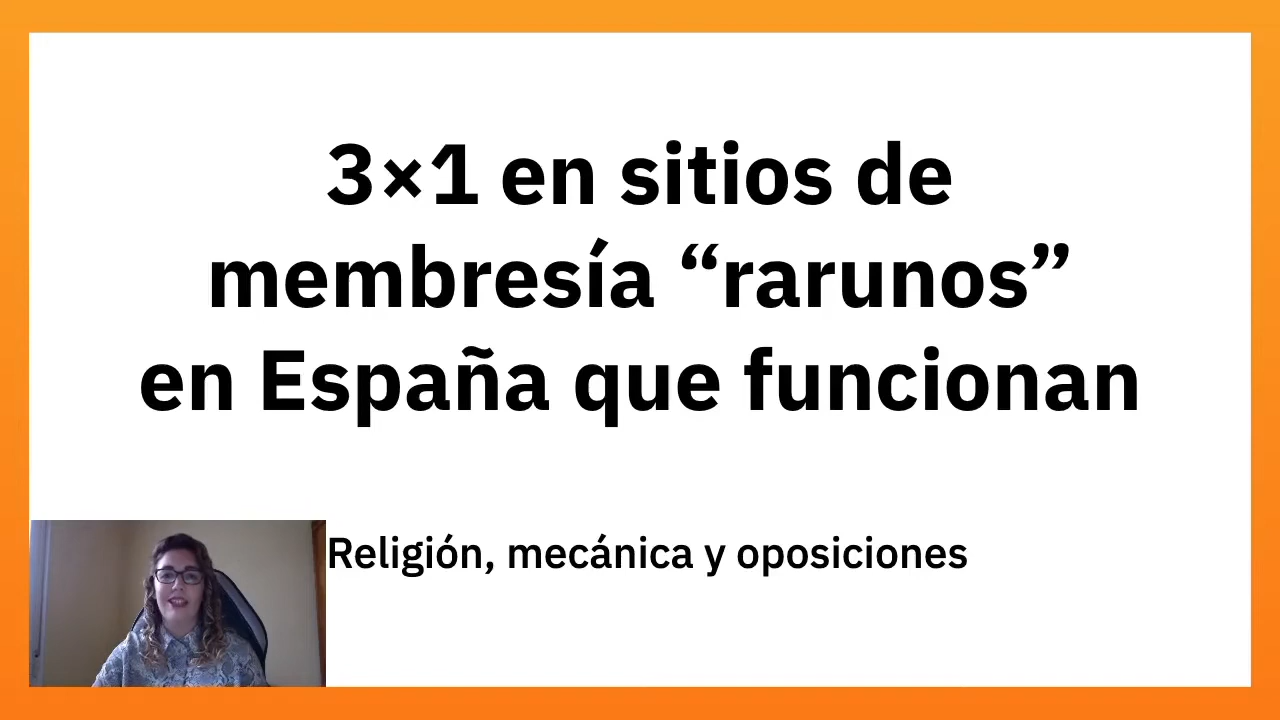 3×1 en sitios de
membresía “rarunos”
en España que funcionan
Religión, mecánica y oposiciones